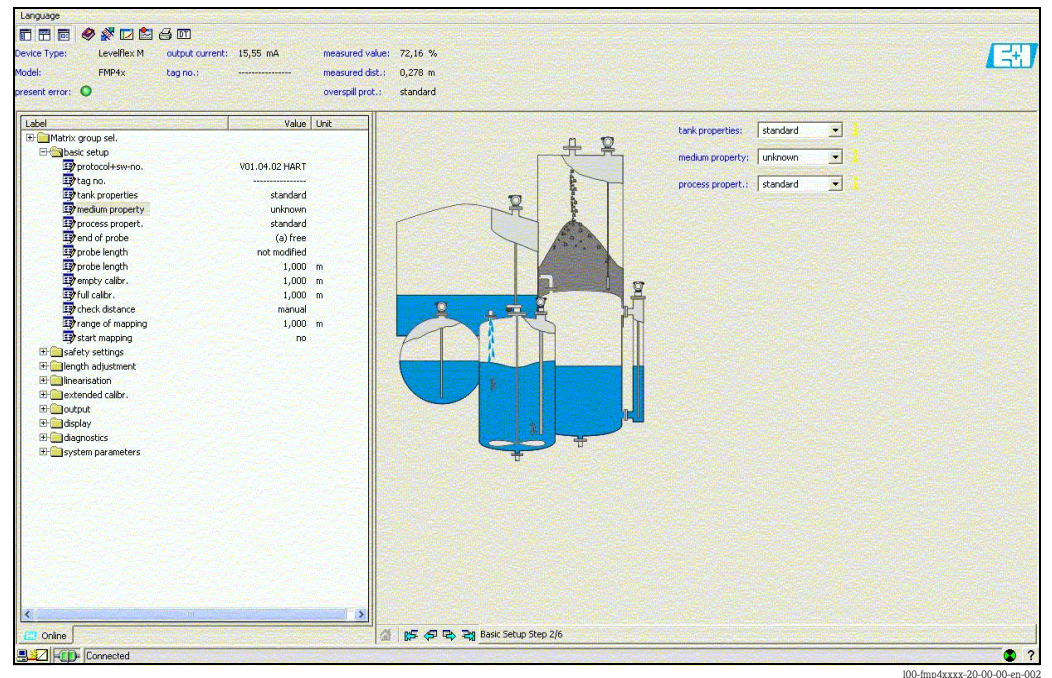 Language
DT
Device Type: Levelflex M output current: 15,55 mA measured value: 72,16 %
Model: FMP4x tag no.: ---------------- measured dist.: 0,278 m
present error: overspill prot.: standard
E+H
Label Value Unit
Matrix group sel.
basic setup
protocol+sw-no. V01.04.02 HART
tag no. ----------------
tank properties standard
medium property unknown
process propert. standard
end of probe (a) free
probe length not modified
probe length 1,000 m
empty calibr. 1,000 m
full calibr. 1,000 m
check distance manual
range of mapping 1,000 m
start mapping no
safety settings
length adjustment
linearisation
extended calibr.
output
display
diagnostics
system parameters
tank properties: standard
medium property: unknown
process propert.: standard
Online
Basic Setup Step 2/6
Connected
?
l00-fmp4xxxx-20-00-00-en-002